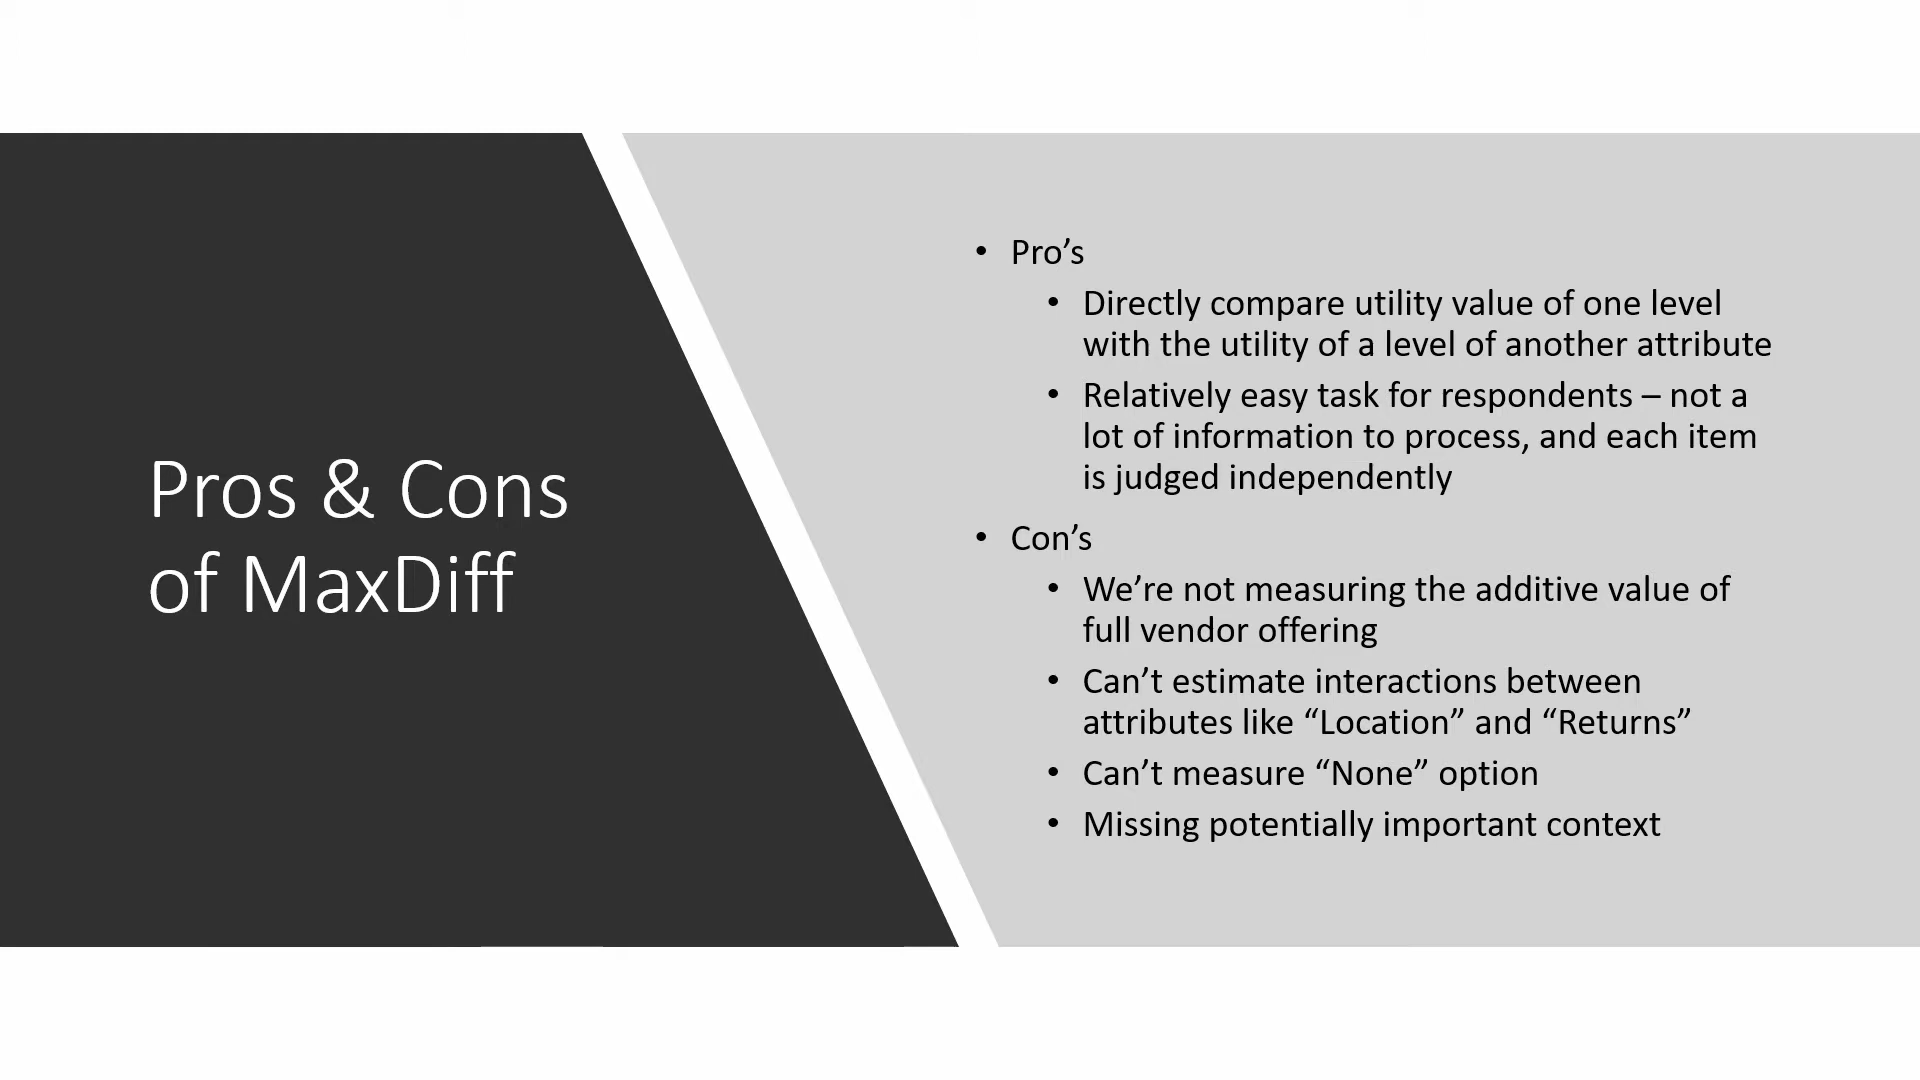 Pros & Cons
of MaxDiff
• Pro’s
• Directly compare utility value of one level
with the utility of a level of another attribute
• Relatively easy task for respondents – not a
lot of information to process, and each item
is judged independently
• Con’s
• We’re not measuring the additive value of
full vendor offering
• Can’t estimate interactions between
attributes like “Location” and “Returns”
• Can’t measure “None” option
• Missing potentially important context